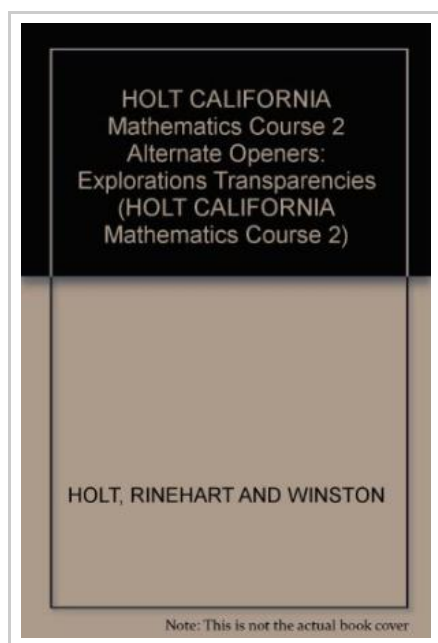 HOLT CALIFORNIA
Mathematics Course 2
Alternate Openers:
Explorations Transparencies
(HOLT CALIFORNIA
Mathematics Course 2)
HOLT, RINEHART AND WINSTON
Note: This is not the actual book cover